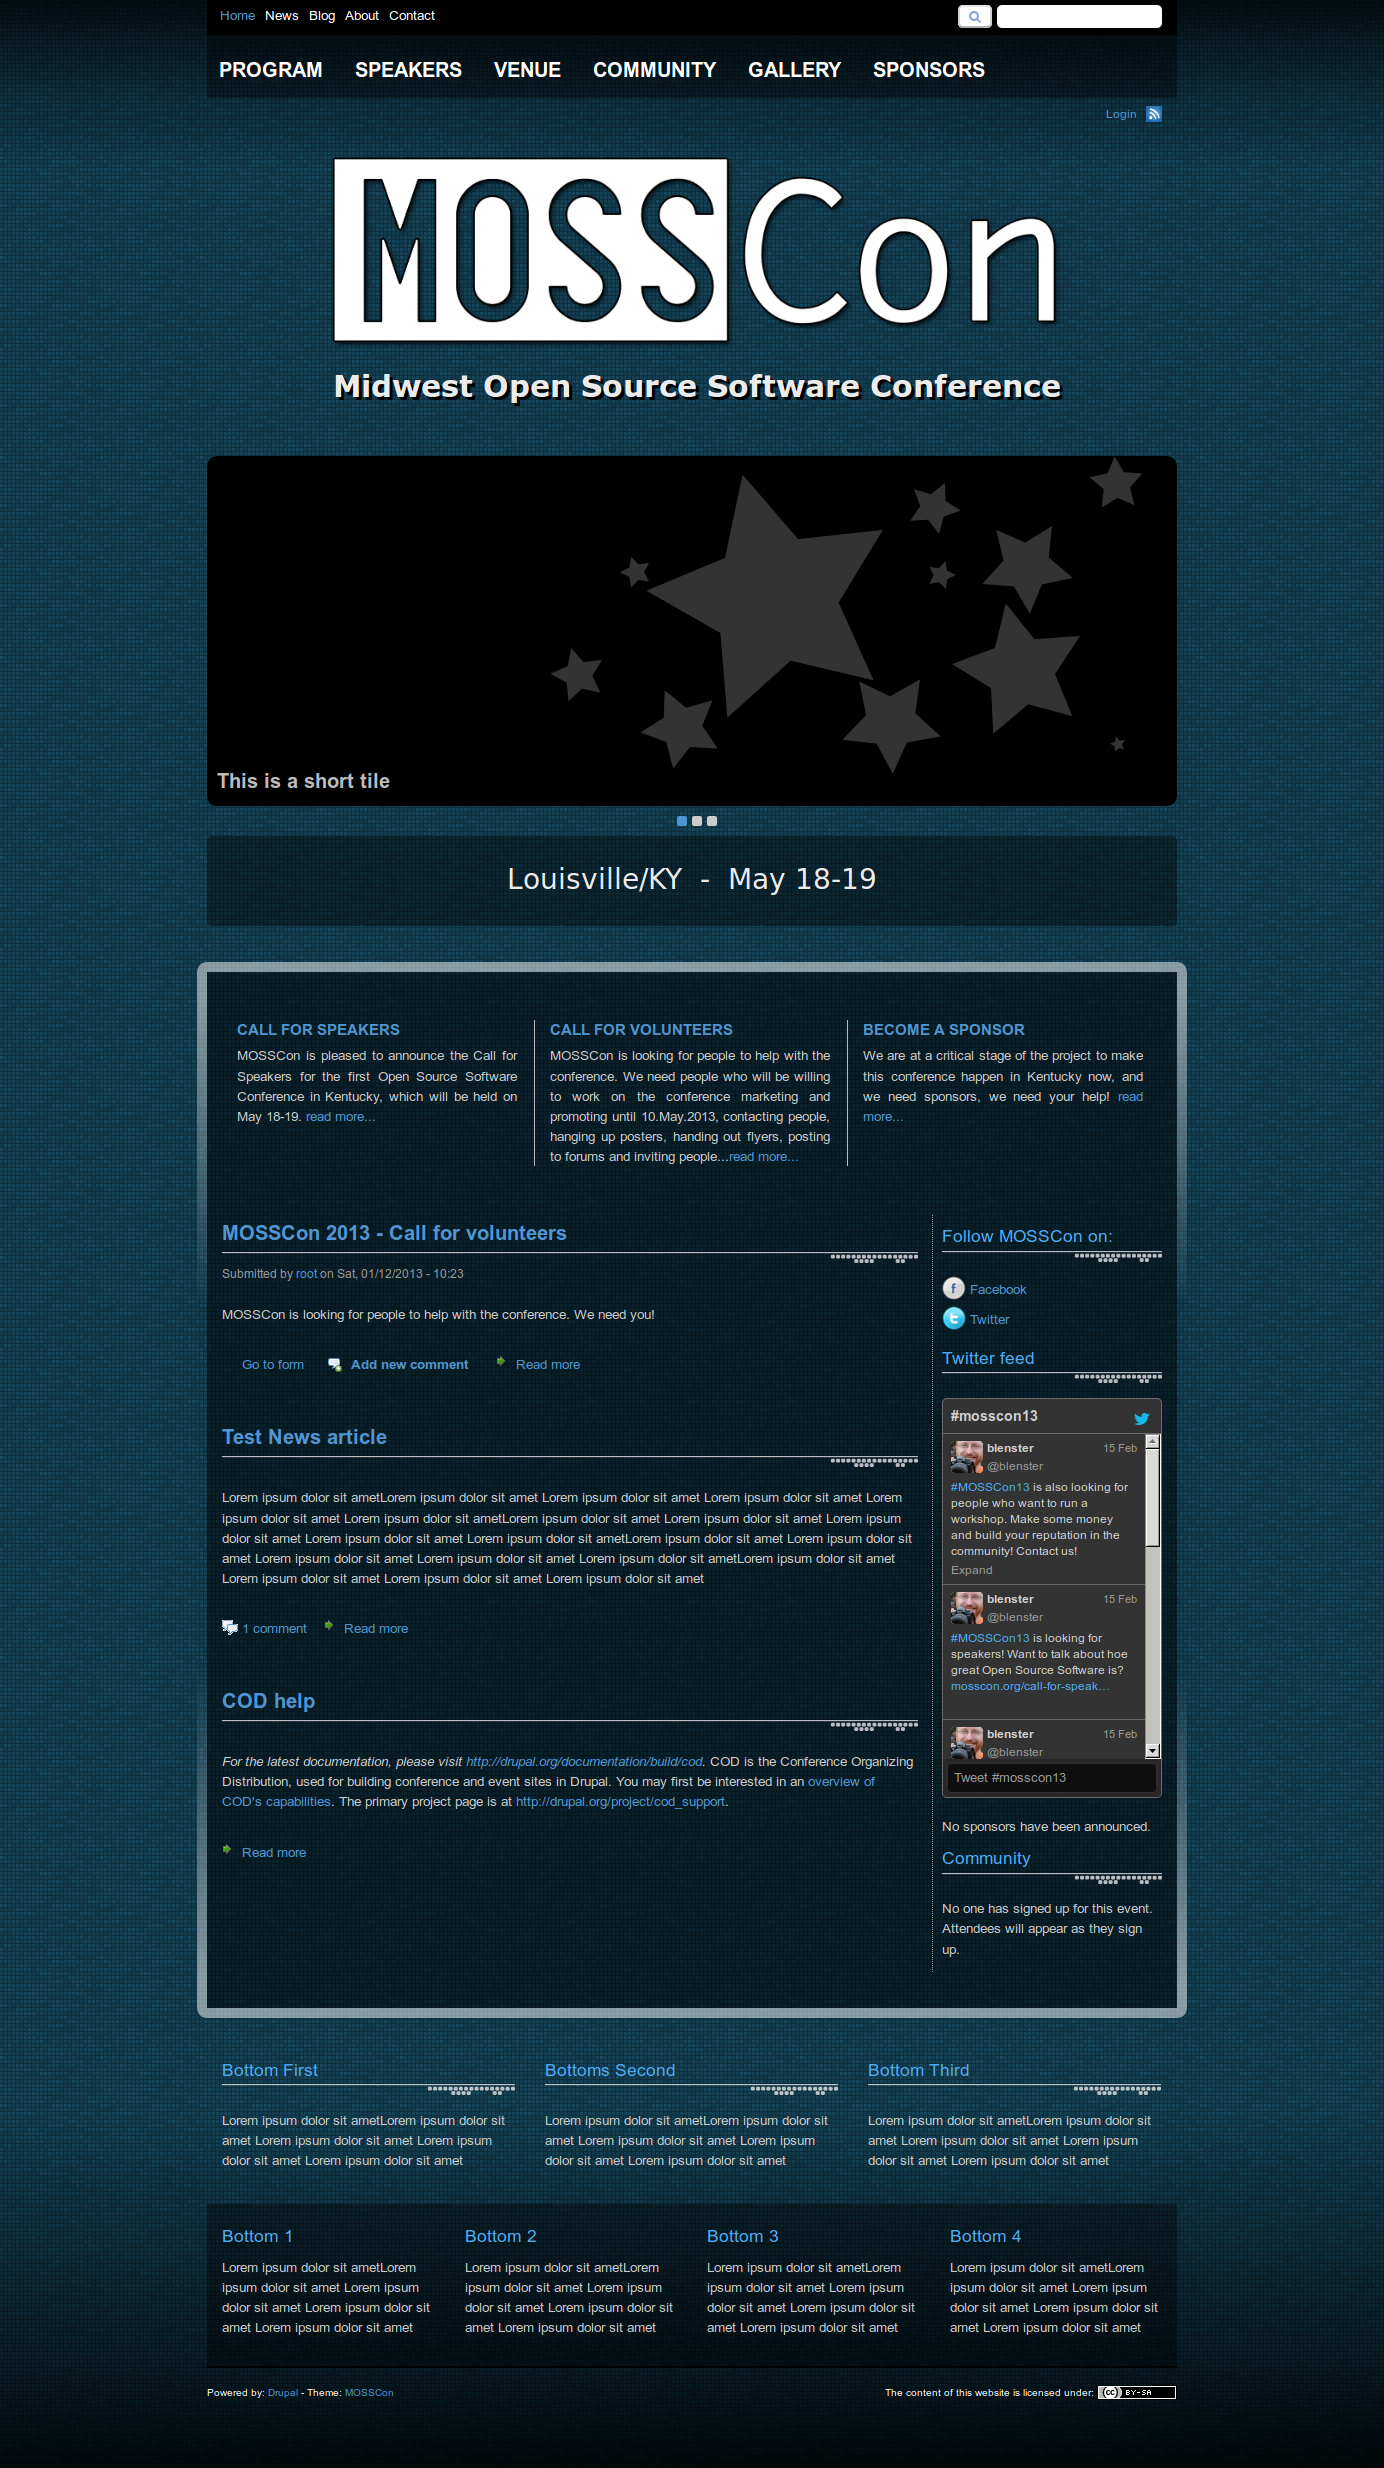 Home News Blog About Contact
PROGRAM SPEAKERS VENUE COMMUNITY GALLERY SPONSORS
Login
MOSSCon
Midwest Open Source Software Conference
This is a short tile
Louisville/KY - May 18-19
CALL FOR SPEAKERS
MOSSCon is pleased to announce the Call for
Speakers for the first Open Source Software
Conference in Kentucky, which will be held on
May 18-19. read more...
CALL FOR VOLUNTEERS
MOSSCon is looking for people to help with the
conference. We need people who will be willing
to work on the conference marketing and
promoting until 10.May.2013, contacting people,
hanging up posters, handing out flyers, posting
to forums and inviting people...read more...
BECOME A SPONSOR
We are at a critical stage of the project to make
this conference happen in Kentucky now, and
we need sponsors, we need your help! read
more...
MOSSCon 2013 - Call for volunteers
Submitted by root on Sat, 01/12/2013 - 10:23
MOSSCon is looking for people to help with the conference. We need you!
Go to form Add new comment Read more
Test News article
Lorem ipsum dolor sit ametLorem ipsum dolor sit amet Lorem ipsum dolor sit amet Lorem ipsum dolor sit amet Lorem
ipsum dolor sit amet Lorem ipsum dolor sit ametLorem ipsum dolor sit amet Lorem ipsum dolor sit amet Lorem ipsum
dolor sit amet Lorem ipsum dolor sit amet Lorem ipsum dolor sit ametLorem ipsum dolor sit amet Lorem ipsum dolor sit
amet Lorem ipsum dolor sit amet Lorem ipsum dolor sit amet Lorem ipsum dolor sit ametLorem ipsum dolor sit amet
Lorem ipsum dolor sit amet Lorem ipsum dolor sit amet Lorem ipsum dolor sit amet
1 comment Read more
COD help
For the latest documentation, please visit http://drupal.org/documentation/build/cod. COD is the Conference Organizing
Distribution, used for building conference and event sites in Drupal. You may first be interested in an overview of
COD's capabilities. The primary project page is at http://drupal.org/project/cod_support.
Read more
Follow MOSSCon on:
Facebook
Twitter
Twitter feed
#mosscon13
blenster 15 Feb
@blenster
#MOSSCon13 is also looking for
people who want to run a
workshop. Make some money
and build your reputation in the
community! Contact us!
Expand
blenster 15 Feb
@blenster
#MOSSCon13 is looking for
speakers! Want to talk about hoe
great Open Source Software is?
mosscon.org/call-for-speak…
blenster 15 Feb
@blenster
Tweet #mosscon13
No sponsors have been announced.
Community
No one has signed up for this event.
Attendees will appear as they sign
up.
Bottom First
Lorem ipsum dolor sit ametLorem ipsum dolor sit
amet Lorem ipsum dolor sit amet Lorem ipsum
dolor sit amet Lorem ipsum dolor sit amet
Bottoms Second
Lorem ipsum dolor sit ametLorem ipsum dolor sit
amet Lorem ipsum dolor sit amet Lorem ipsum
dolor sit amet Lorem ipsum dolor sit amet
Bottom Third
Lorem ipsum dolor sit ametLorem ipsum dolor sit
amet Lorem ipsum dolor sit amet Lorem ipsum
dolor sit amet Lorem ipsum dolor sit amet
Bottom 1
Lorem ipsum dolor sit ametLorem
ipsum dolor sit amet Lorem ipsum
dolor sit amet Lorem ipsum dolor sit
amet Lorem ipsum dolor sit amet
Bottom 2
Lorem ipsum dolor sit ametLorem
ipsum dolor sit amet Lorem ipsum
dolor sit amet Lorem ipsum dolor sit
amet Lorem ipsum dolor sit amet
Bottom 3
Lorem ipsum dolor sit ametLorem
ipsum dolor sit amet Lorem ipsum
dolor sit amet Lorem ipsum dolor sit
amet Lorem ipsum dolor sit amet
Bottom 4
Lorem ipsum dolor sit ametLorem
ipsum dolor sit amet Lorem ipsum
dolor sit amet Lorem ipsum dolor sit
amet Lorem ipsum dolor sit amet
Powered by: Drupal - Theme: MOSSCon
The content of this website is licensed under: cc BY-SA